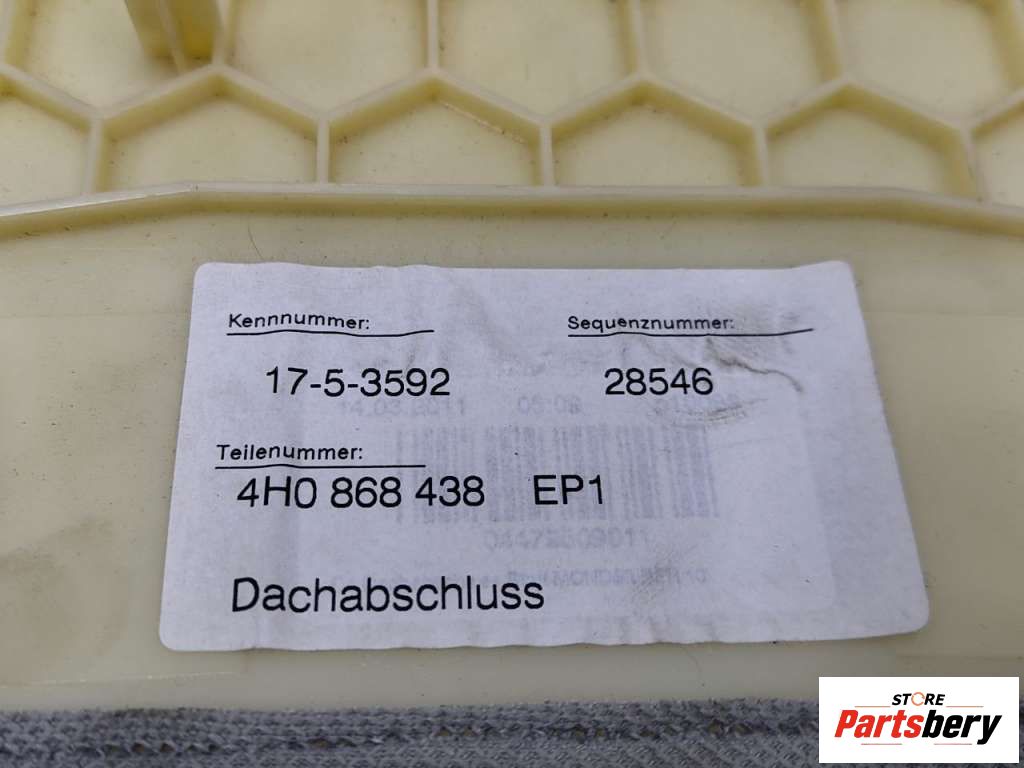 Kennnummer: Sequenznummer:
17-5-3592 28546
Teilenummer:
4H0 868 438 EP1
Dachabschluss
STORE
Partsbery